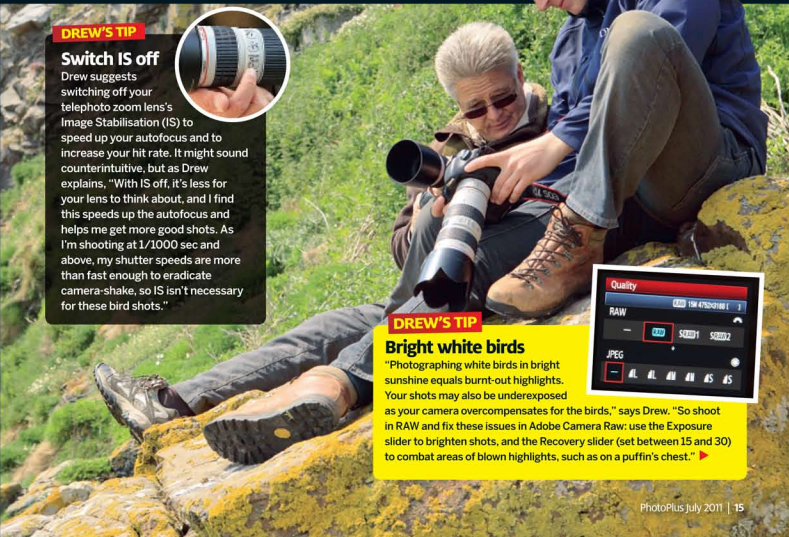 DREW'S TIP
Switch IS off
Drew suggests
switching off your
telephoto zoom lens's
Image Stabilisation (IS) to
speed up your autofocus and to
increase your hit rate. It might sound
counterintuitive, but as Drew
explains, “With IS off, it's less for
your lens to think about, and I find
this speeds up the autofocus and
helps me get more good shots. As
I'm shooting at 1/1000 sec and
above, my shutter speeds are more
than fast enough to eradicate
camera-shake, so IS isn't necessary
for these bird shots.”
EOS 7D
DREW'S TIP
Bright white birds
“Photographing white birds in bright
sunshine equals burnt-out highlights.
Your shots may also be underexposed
as your camera overcompensates for the birds,” says Drew. “So shoot
in RAW and fix these issues in Adobe Camera Raw: use the Exposure
slider to brighten shots, and the Recovery slider (set between 15 and 30)
to combat areas of blown highlights, such as on a puffin's chest.”
Quality
RAW 15M 4752x3168 [ ]
RAW
– RAW SRAW1 SRAW2
JPEG
– L L M M S S
PhotoPlus July 2011 | 15